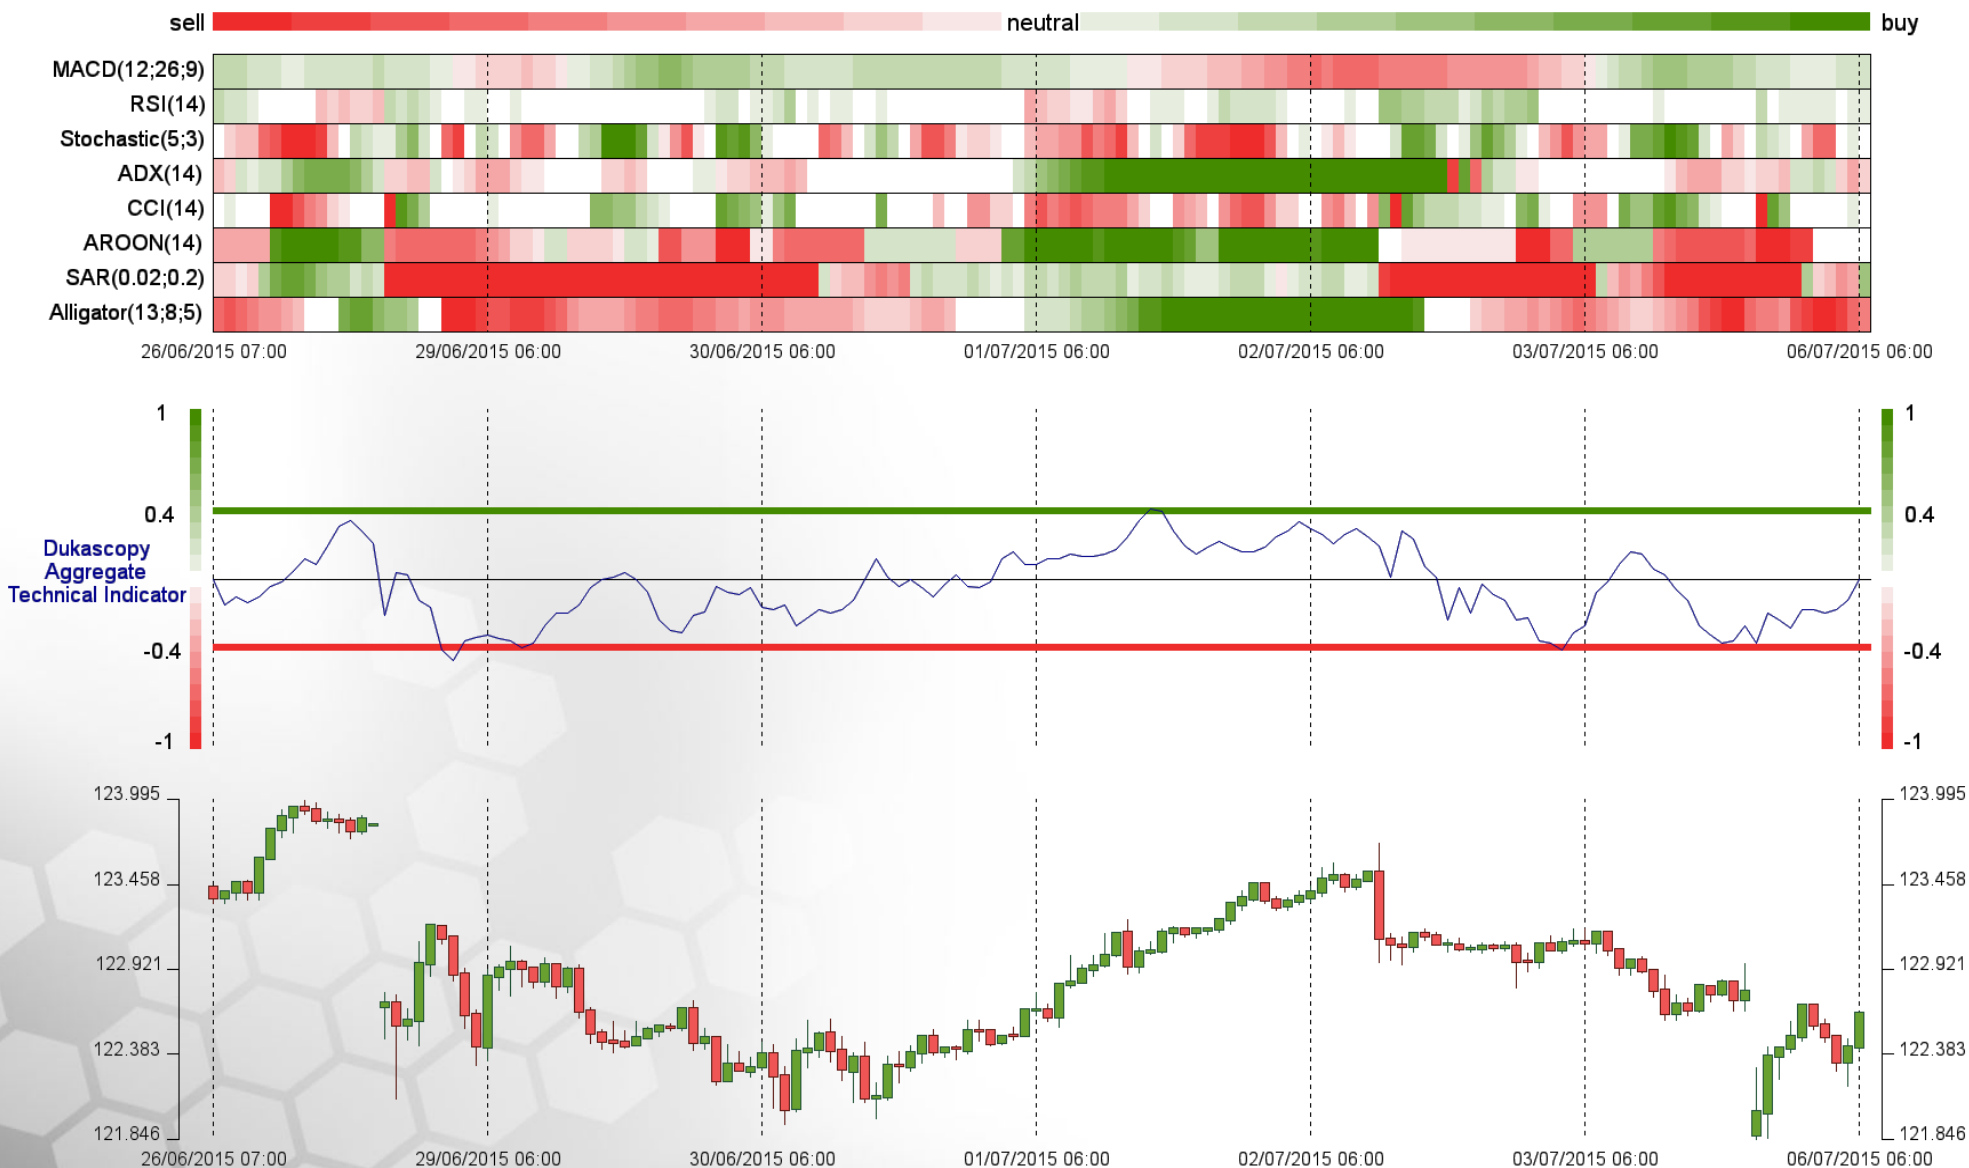 sell neutral buy
MACD(12;26;9)
RSI(14)
Stochastic(5;3)
ADX(14)
CCI(14)
AROON(14)
SAR(0.02;0.2)
Alligator(13;8;5)
26/06/2015 07:00 29/06/2015 06:00 30/06/2015 06:00 01/07/2015 06:00 02/07/2015 06:00 03/07/2015 06:00 06/07/2015 06:00
1 1
0.4 0.4
Dukascopy
Aggregate
Technical Indicator
-0.4 -0.4
-1 -1
123.995 123.995
123.458 123.458
122.921 122.921
122.383 122.383
121.846 121.846
26/06/2015 07:00 29/06/2015 06:00 30/06/2015 06:00 01/07/2015 06:00 02/07/2015 06:00 03/07/2015 06:00 06/07/2015 06:00